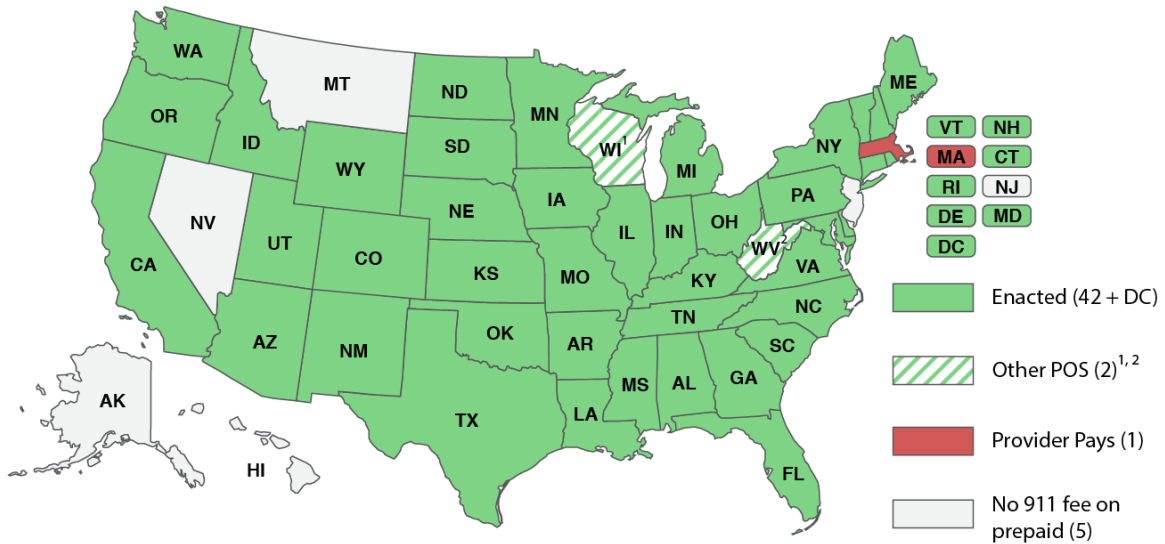 WA
MT
ND
MN
ME
OR
ID
SD
WI¹
NY
VT NH
MA CT
WY
MI
RI NJ
NV
NE
IA
PA
DE MD
UT
CO
IL
IN
OH
WV²
DC
CA
KS
MO
KY
VA
Enacted (42 + DC)
AZ
NM
OK
AR
TN
NC
SC
Other POS (2)¹, ²
AK
TX
LA
MS
AL
GA
HI
FL
Provider Pays (1)
No 911 fee on
prepaid (5)